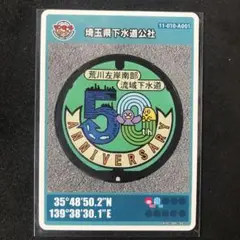 11-010-A001
埼玉県下水道公社
荒川左岸南部
流域下水道
50th
ANNIVERSARY
35°48'50.2"N
139°38'30.1"E